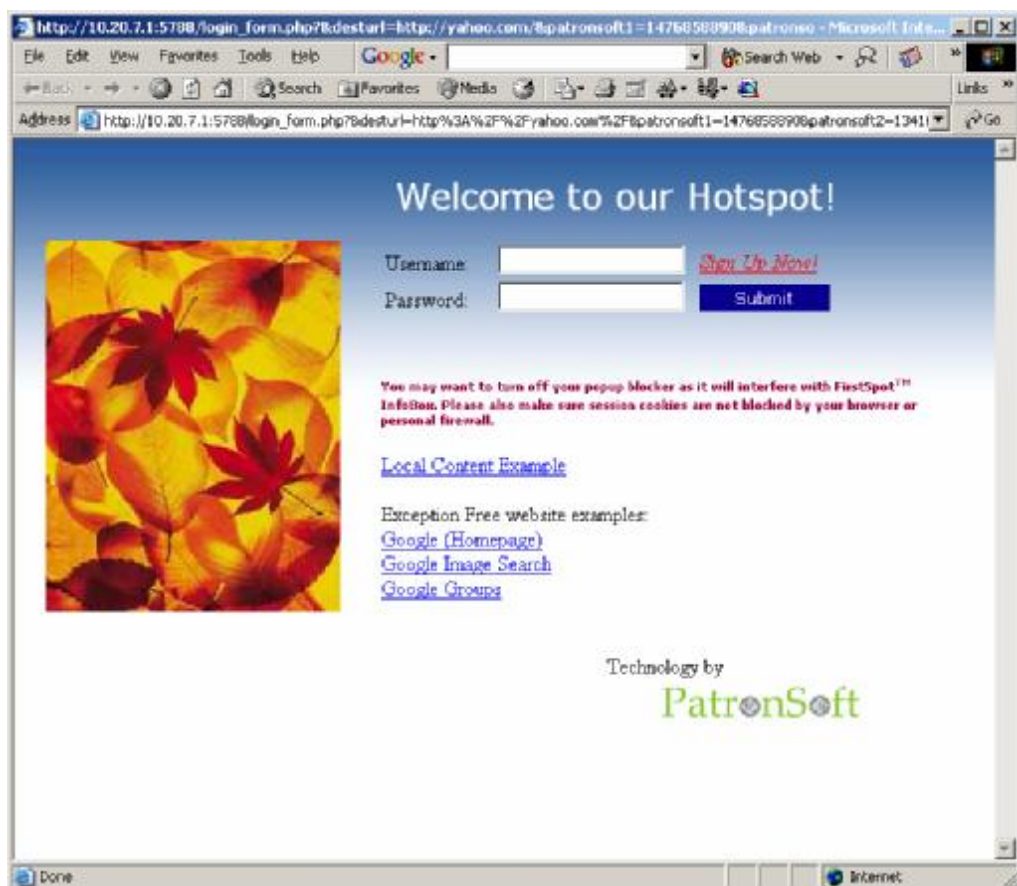 http://10.20.7.1:5788/login_form.php?&desturl=http://yahoo.com/&patronsoft1=1476858890&patronso - Microsoft Inte...
File Edit View Favorites Tools Help Google Search Web »
Back Search Favorites Media Links »
Address http://10.20.7.1:5788/login_form.php?&desturl=http%3A%2F%2Fyahoo.com%2F&patronsoft1=1476858890&patronsoft2=1341 Go
Welcome to our Hotspot!
Username: Sign Up Now!
Password: Submit
You may want to turn off your popup blocker as it will interfere with FirstSpot™
InfoBox. Please also make sure session cookies are not blocked by your browser or
personal firewall.
Local Content Example
Exception Free website examples:
Google (Homepage)
Google Image Search
Google Groups
Technology by
PatronSoft
Done Internet